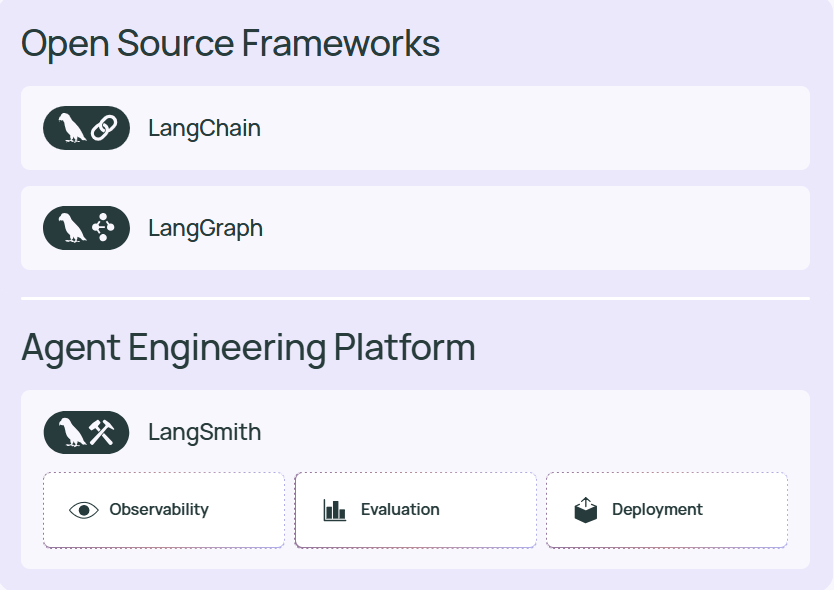 Open Source Frameworks
LangChain
LangGraph
Agent Engineering Platform
LangSmith
Observability
Evaluation
Deployment